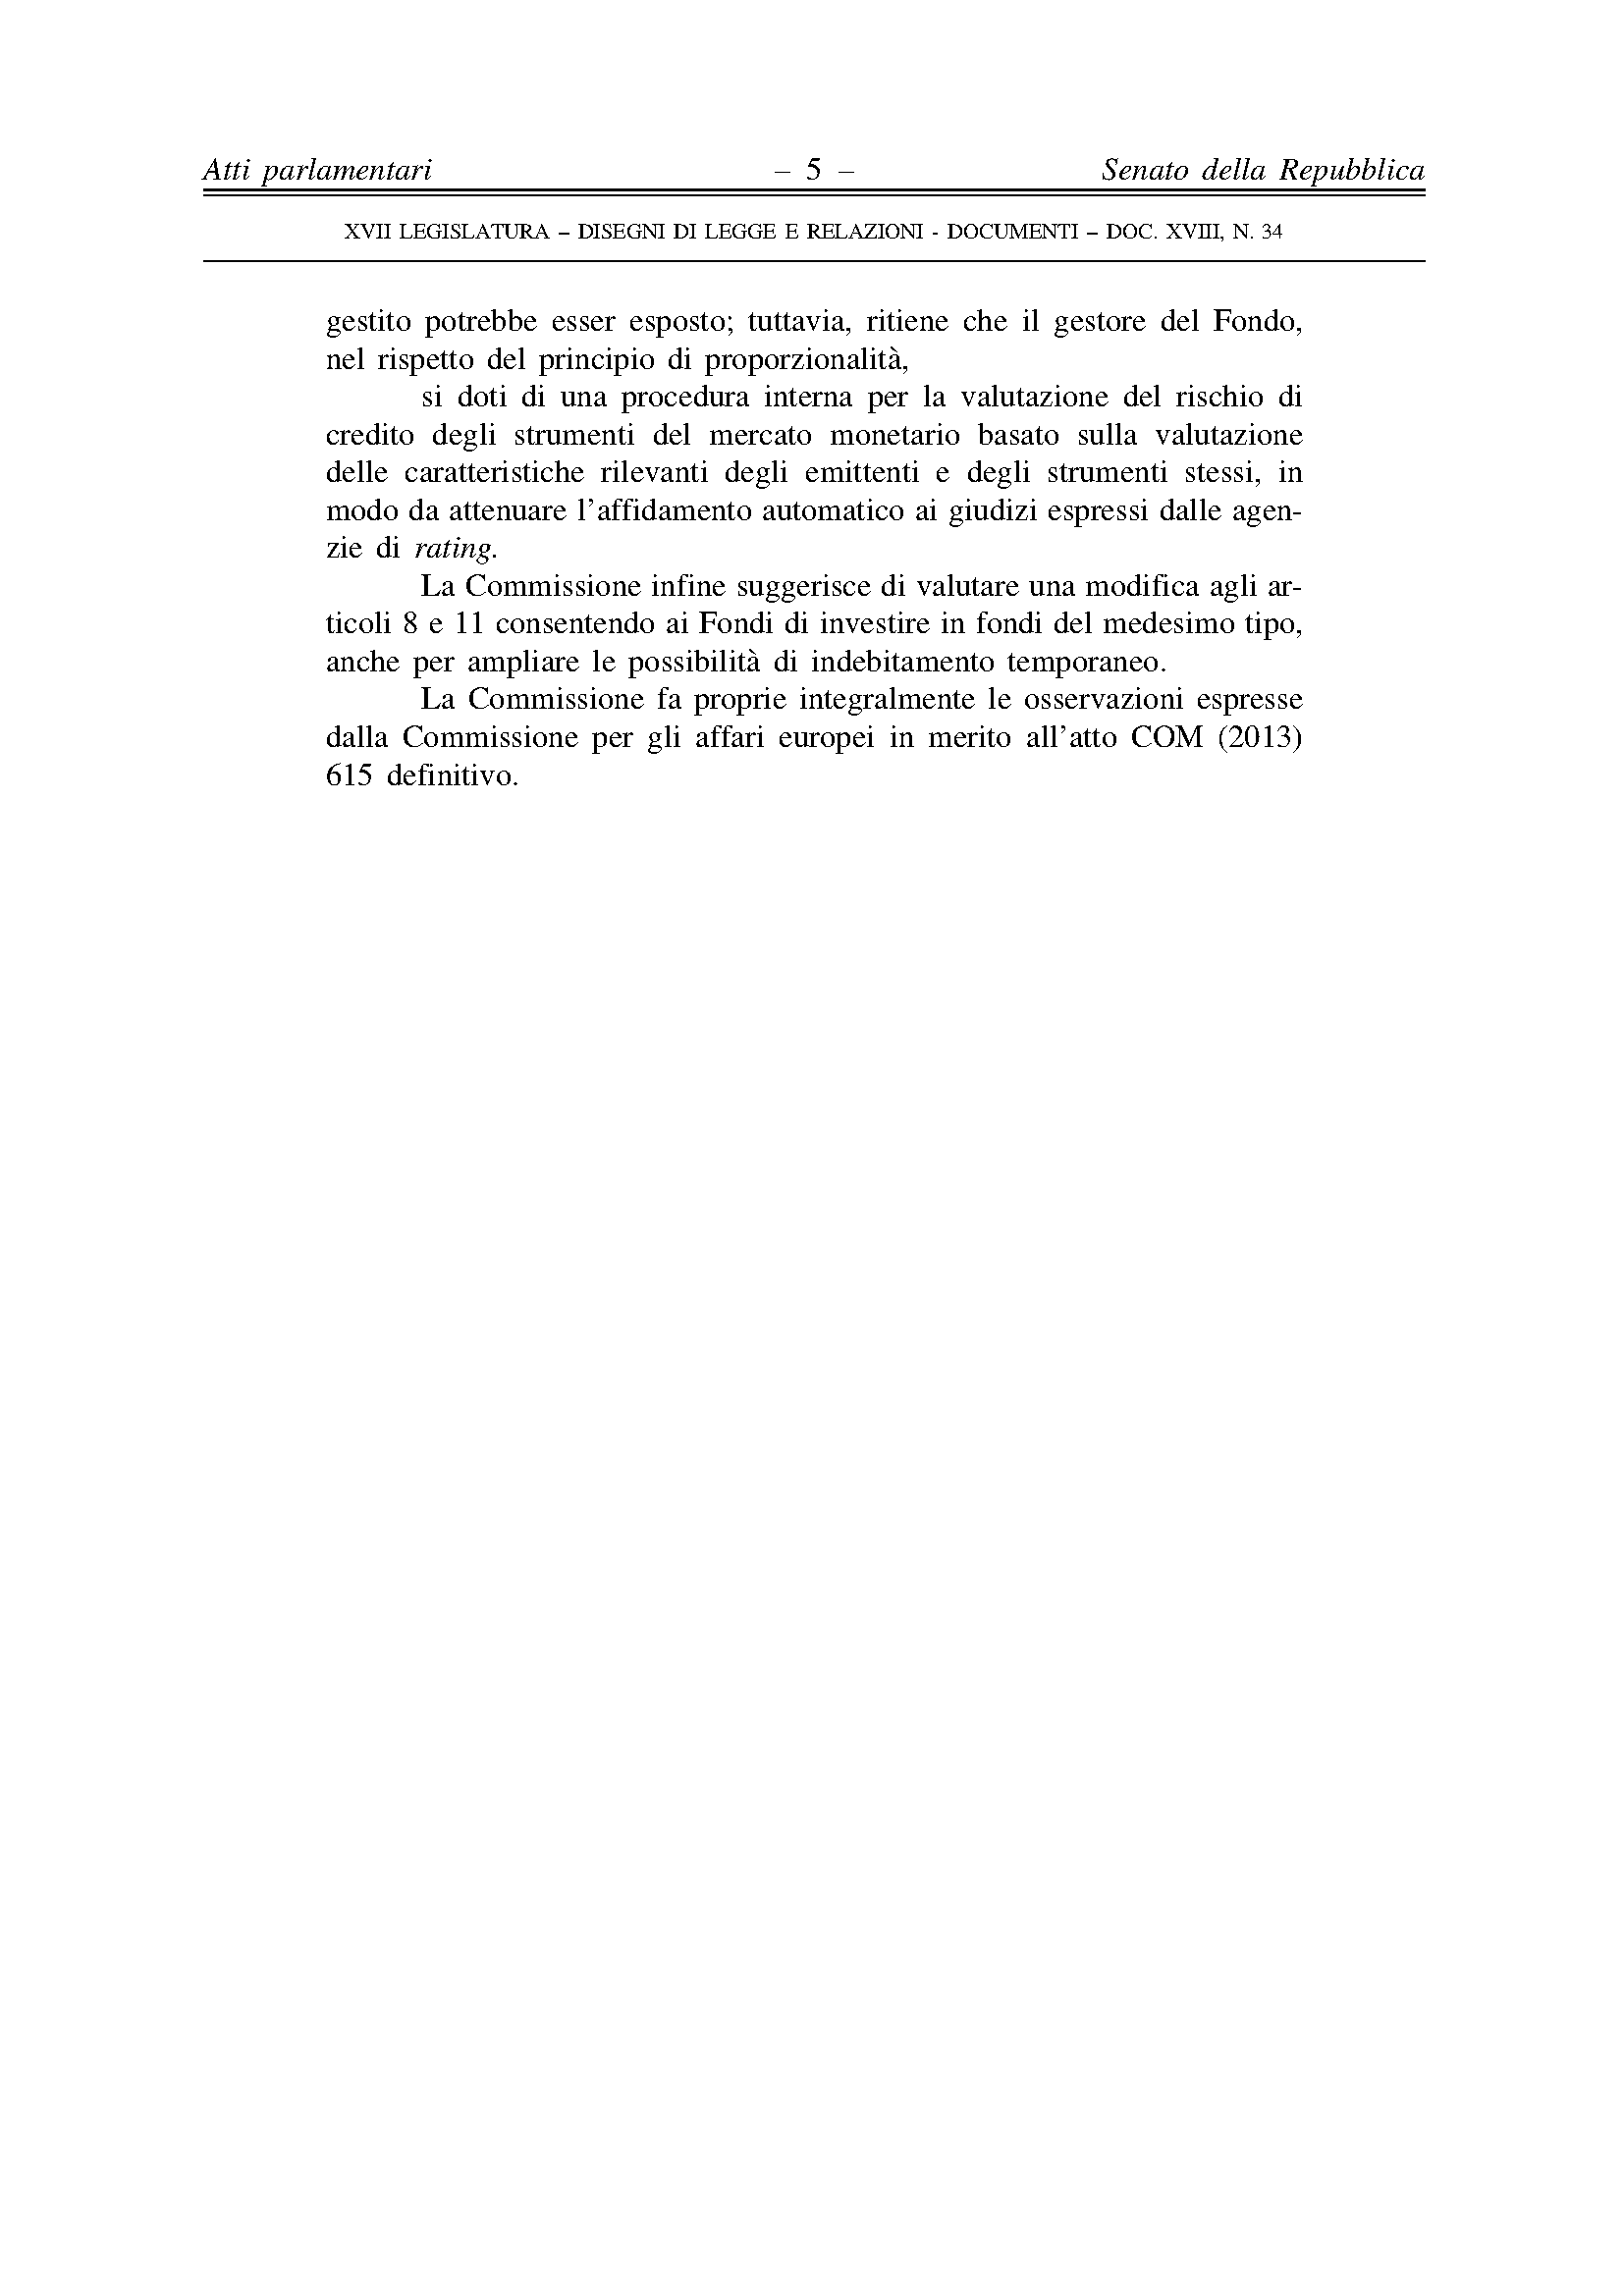 Atti parlamentari – 5 – Senato della Repubblica
XVII LEGISLATURA – DISEGNI DI LEGGE E RELAZIONI - DOCUMENTI – DOC. XVIII, N. 34
gestito potrebbe esser esposto; tuttavia, ritiene che il gestore del Fondo,
nel rispetto del principio di proporzionalità,
si doti di una procedura interna per la valutazione del rischio di
credito degli strumenti del mercato monetario basato sulla valutazione
delle caratteristiche rilevanti degli emittenti e degli strumenti stessi, in
modo da attenuare l’affidamento automatico ai giudizi espressi dalle agen-
zie di rating.
La Commissione infine suggerisce di valutare una modifica agli ar-
ticoli 8 e 11 consentendo ai Fondi di investire in fondi del medesimo tipo,
anche per ampliare le possibilità di indebitamento temporaneo.
La Commissione fa proprie integralmente le osservazioni espresse
dalla Commissione per gli affari europei in merito all’atto COM (2013)
615 definitivo.